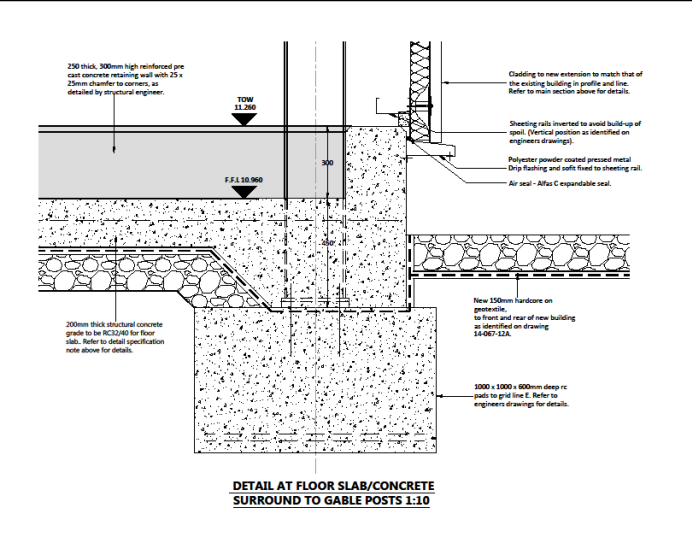 250 thick, 300mm high reinforced pre
cast concrete retaining wall with 25 x
25mm chamfer to corners, as
detailed by structural engineer.
TOW
11.260
Cladding to new extension to match that of
the existing building in profile and line.
Refer to main section above for details.
Sheeting rails inverted to avoid build-up of
spoil. (Vertical position as identified on
engineers drawings).
300
Polyester powder coated pressed metal
Drip flashing and sofit fixed to sheeting rail.
F.F.L 10.960
Air seal - Alfas C expandable seal.
450
New 150mm hardcore on
geotextile,
to front and rear of new building
as identified on drawing
14-067-12A.
200mm thick structural concrete
grade to be RC32/40 for floor
slab. Refer to detail specification
note above for details.
1000 x 1000 x 600mm deep rc
pads to grid line E. Refer to
engineers drawings for details.
DETAIL AT FLOOR SLAB/CONCRETE
SURROUND TO GABLE POSTS 1:10